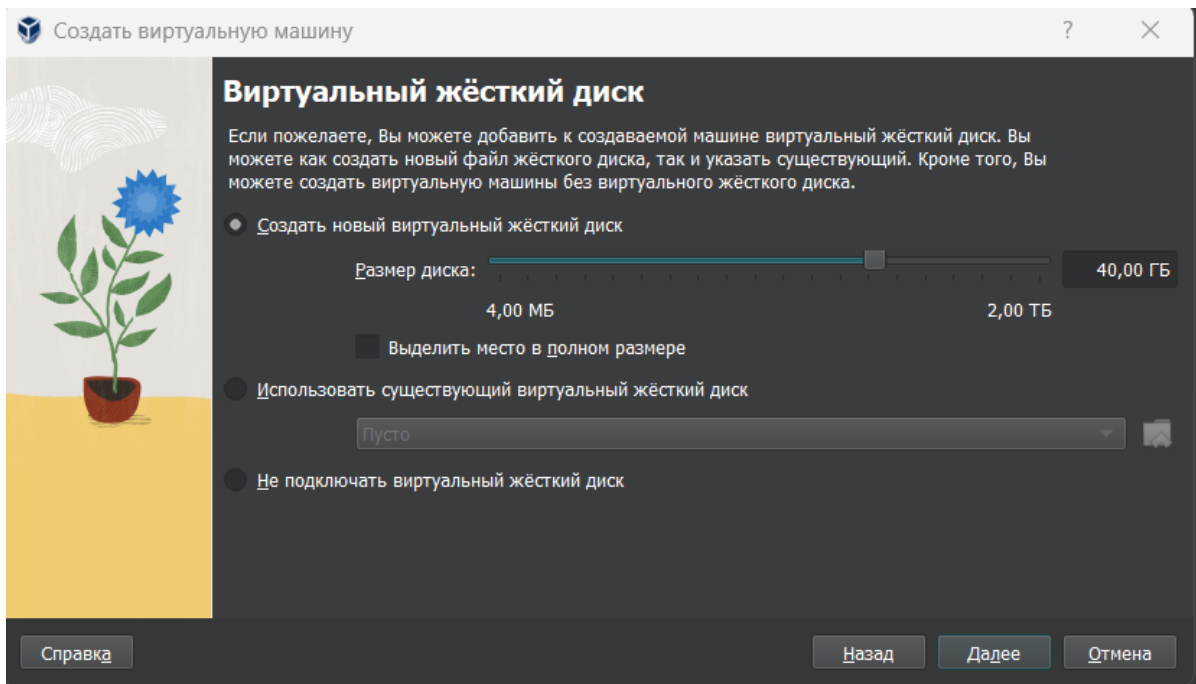 Создать виртуальную машину
?
Виртуальный жёсткий диск
Если пожелаете, Вы можете добавить к создаваемой машине виртуальный жёсткий диск. Вы
можете как создать новый файл жёсткого диска, так и указать существующий. Кроме того, Вы
можете создать виртуальную машины без виртуального жёсткого диска.
Создать новый виртуальный жёсткий диск
Размер диска:
40,00 ГБ
4,00 МБ
2,00 ТБ
Выделить место в полном размере
Использовать существующий виртуальный жёсткий диск
Пусто
Не подключать виртуальный жёсткий диск
Справка
Назад
Далее
Отмена